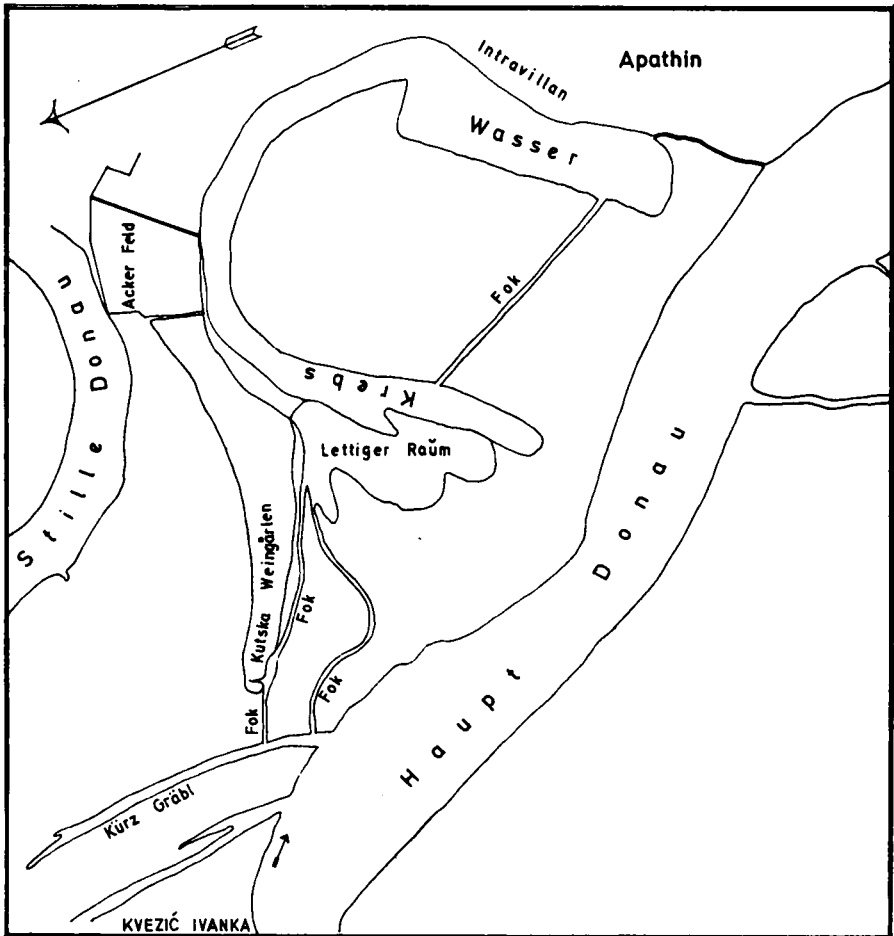 Intravillan
Apathin
Wasser
Acker Feld
Fok
Stille Donau
Krebs
Lettiger Raŭm
Haupt Donau
Kutska Weingårten
Fok
Fok
Fok
Kürz Gräbl
KVEZIĆ IVANKA